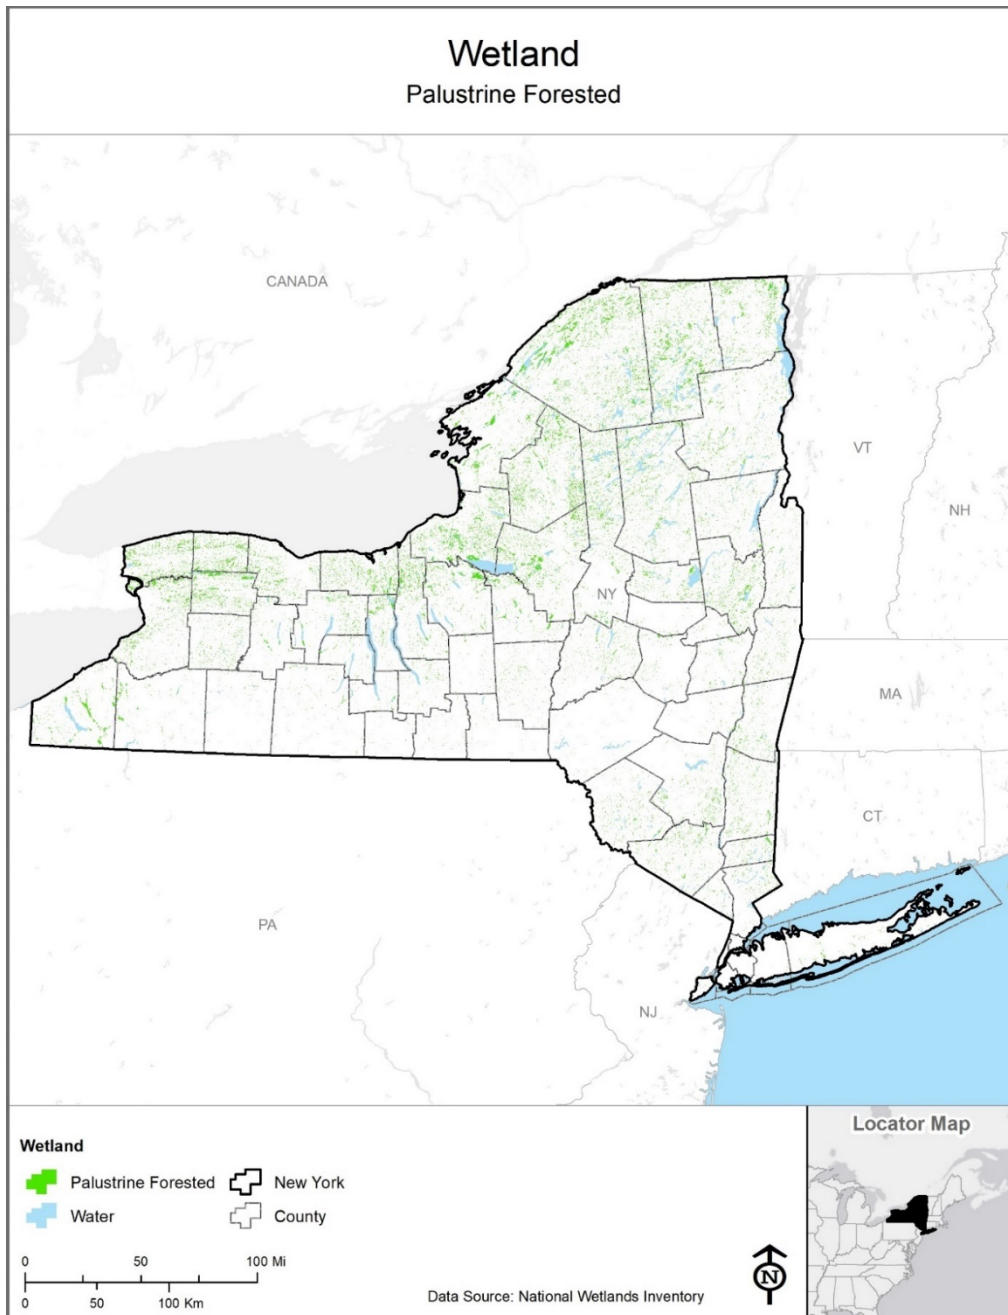 Wetland
Palustrine Forested
CANADA
VT
NH
NY
MA
CT
PA
NJ
Wetland
Palustrine Forested
New York
Water
County
0 50 100 Mi
0 50 100 Km
Data Source: National Wetlands Inventory
N
Locator Map